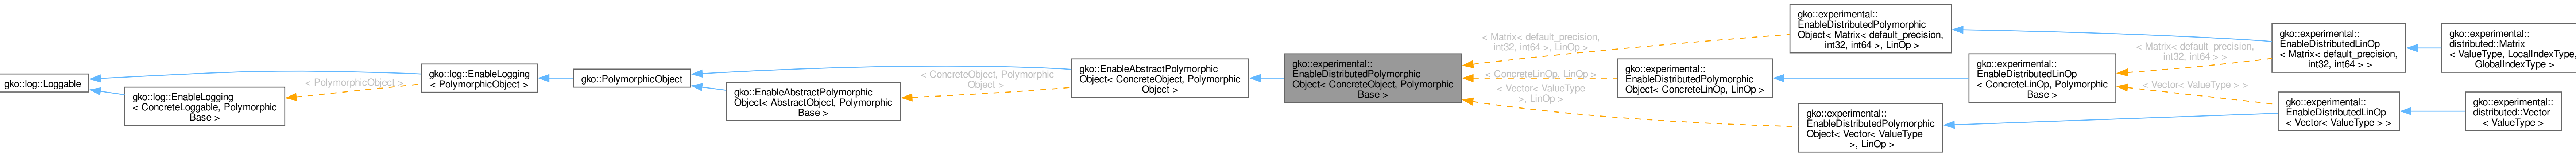 gko::log::Loggable
gko::log::EnableLogging
< ConcreteLoggable, Polymorphic
Base >
< PolymorphicObject >
gko::log::EnableLogging
< PolymorphicObject >
gko::PolymorphicObject
gko::EnableAbstractPolymorphic
Object< AbstractObject, Polymorphic
Base >
< ConcreteObject, Polymorphic
Object >
gko::EnableAbstractPolymorphic
Object< ConcreteObject, Polymorphic
Object >
gko::experimental::
EnableDistributedPolymorphic
Object< ConcreteObject, Polymorphic
Base >
< Matrix< default_precision,
int32, int64 >, LinOp >
< ConcreteLinOp, LinOp >
< Vector< ValueType
>, LinOp >
gko::experimental::
EnableDistributedPolymorphic
Object< Matrix< default_precision,
int32, int64 >, LinOp >
gko::experimental::
EnableDistributedPolymorphic
Object< ConcreteLinOp, LinOp >
gko::experimental::
EnableDistributedPolymorphic
Object< Vector< ValueType
>, LinOp >
gko::experimental::
EnableDistributedLinOp
< ConcreteLinOp, Polymorphic
Base >
< Matrix< default_precision,
int32, int64 > >
< Vector< ValueType > >
gko::experimental::
EnableDistributedLinOp
< Matrix< default_precision,
int32, int64 > >
gko::experimental::
EnableDistributedLinOp
< Vector< ValueType > >
gko::experimental::
distributed::Matrix
< ValueType, LocalIndexType,
GlobalIndexType >
gko::experimental::
distributed::Vector
< ValueType >